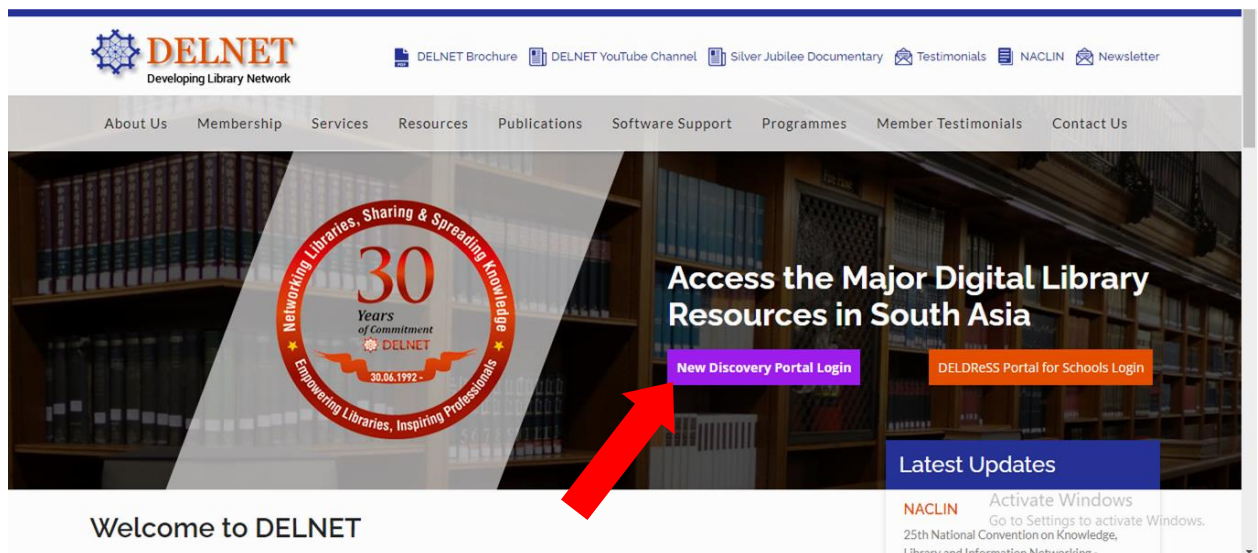 DELNET
Developing Library Network
DELNET Brochure DELNET YouTube Channel Silver Jubilee Documentary Testimonials NACLIN Newsletter
About Us Membership Services Resources Publications Software Support Programmes Member Testimonials Contact Us
Networking Libraries, Sharing & Spreading Knowledge
30
Years
of Commitment
DELNET
30.06.1992 -
Empowering Libraries, Inspiring Professionals
Access the Major Digital Library
Resources in South Asia
New Discovery Portal Login DELDReSS Portal for Schools Login
Latest Updates
Welcome to DELNET
NACLIN
25th National Convention on Knowledge,
Library and Information Networking -
Activate Windows
Go to Settings to activate Windows.